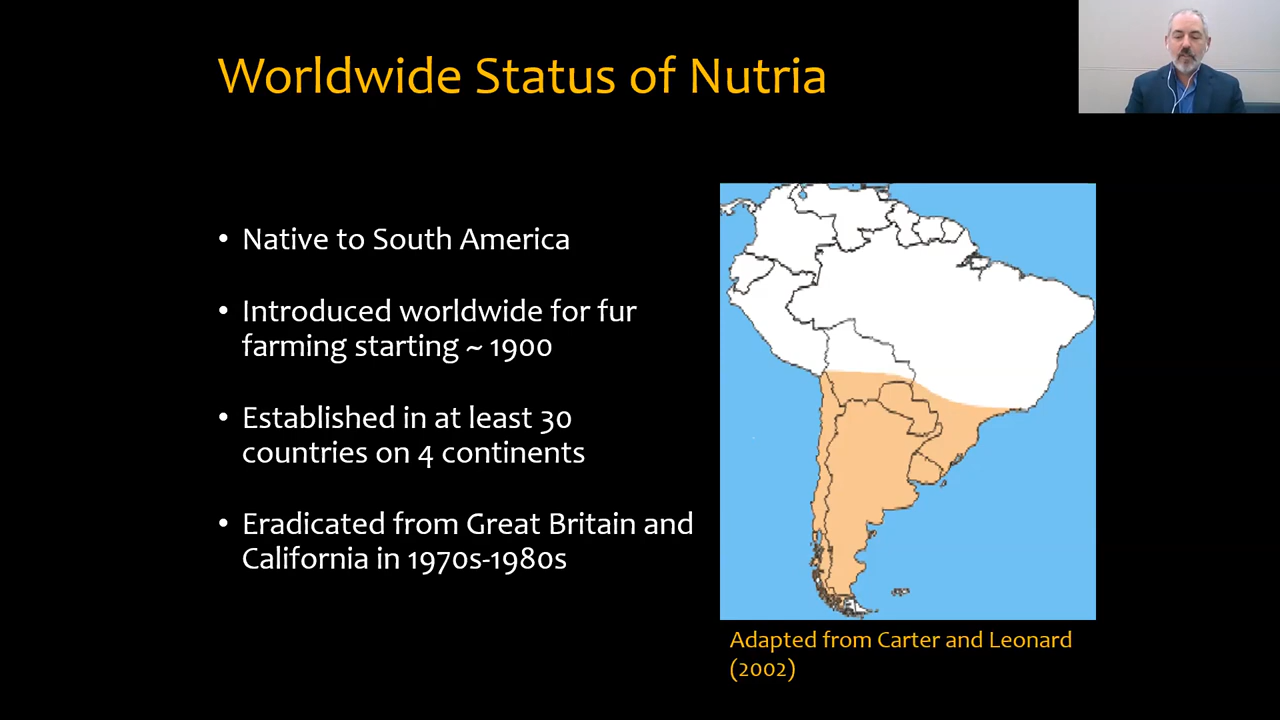 Worldwide Status of Nutria
• Native to South America
• Introduced worldwide for fur
farming starting ~ 1900
• Established in at least 30
countries on 4 continents
• Eradicated from Great Britain and
California in 1970s-1980s
Adapted from Carter and Leonard
(2002)